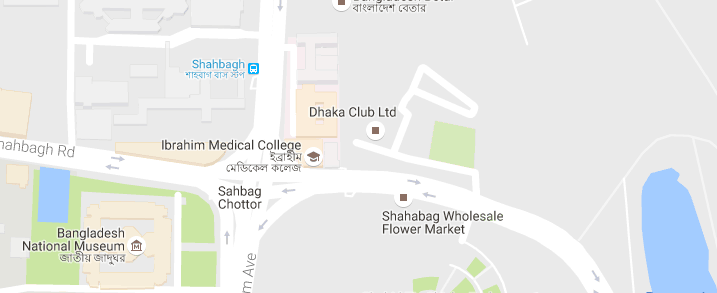 বাংলাদেশ বেতার
Shahbagh
শাহবাগ বাস স্টপ
Dhaka Club Ltd
Ibrahim Medical College
ইব্রাহীম
মেডিকেল কলেজ
Rd
Sahbag
Chottor
Shahabag Wholesale
Flower Market
Bangladesh
National Museum
জাতীয় জাদুঘর
Ave